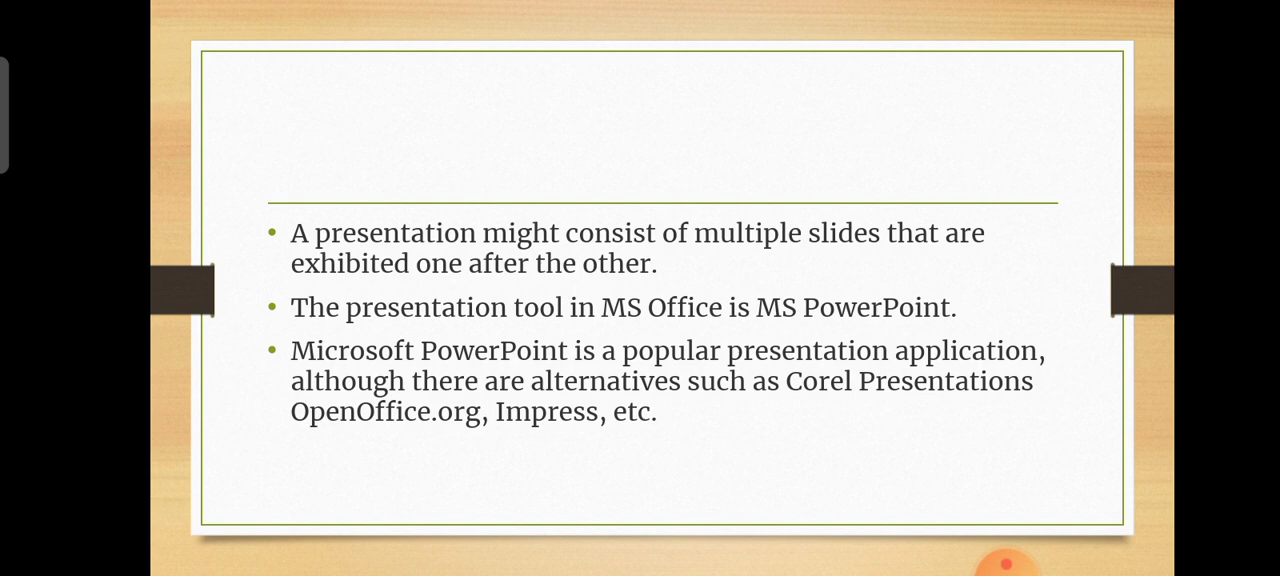 • A presentation might consist of multiple slides that are
exhibited one after the other.
• The presentation tool in MS Office is MS PowerPoint.
• Microsoft PowerPoint is a popular presentation application,
although there are alternatives such as Corel Presentations
OpenOffice.org, Impress, etc.